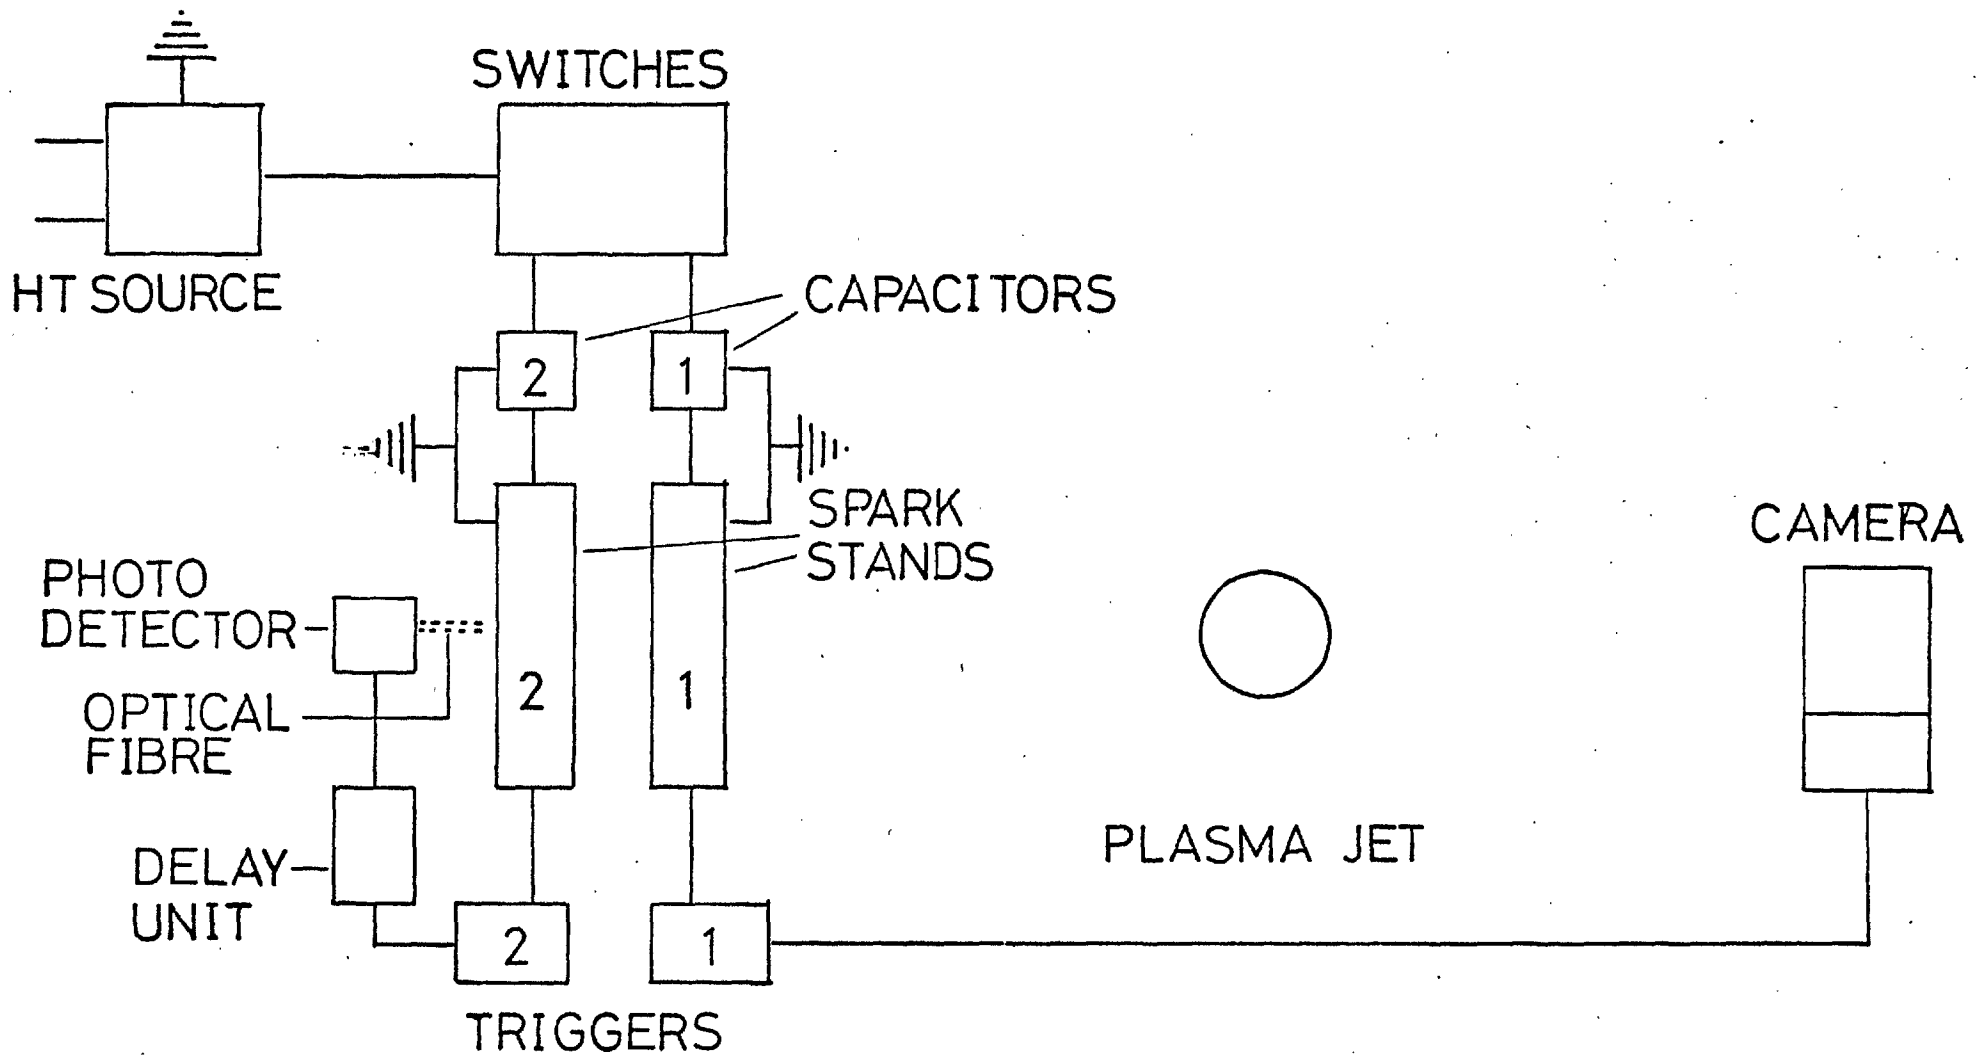 SWITCHES
HT SOURCE
CAPACITORS
2
1
SPARK
STANDS
CAMERA
PHOTO
DETECTOR
2
1
OPTICAL
FIBRE
PLASMA JET
DELAY
UNIT
2
1
TRIGGERS